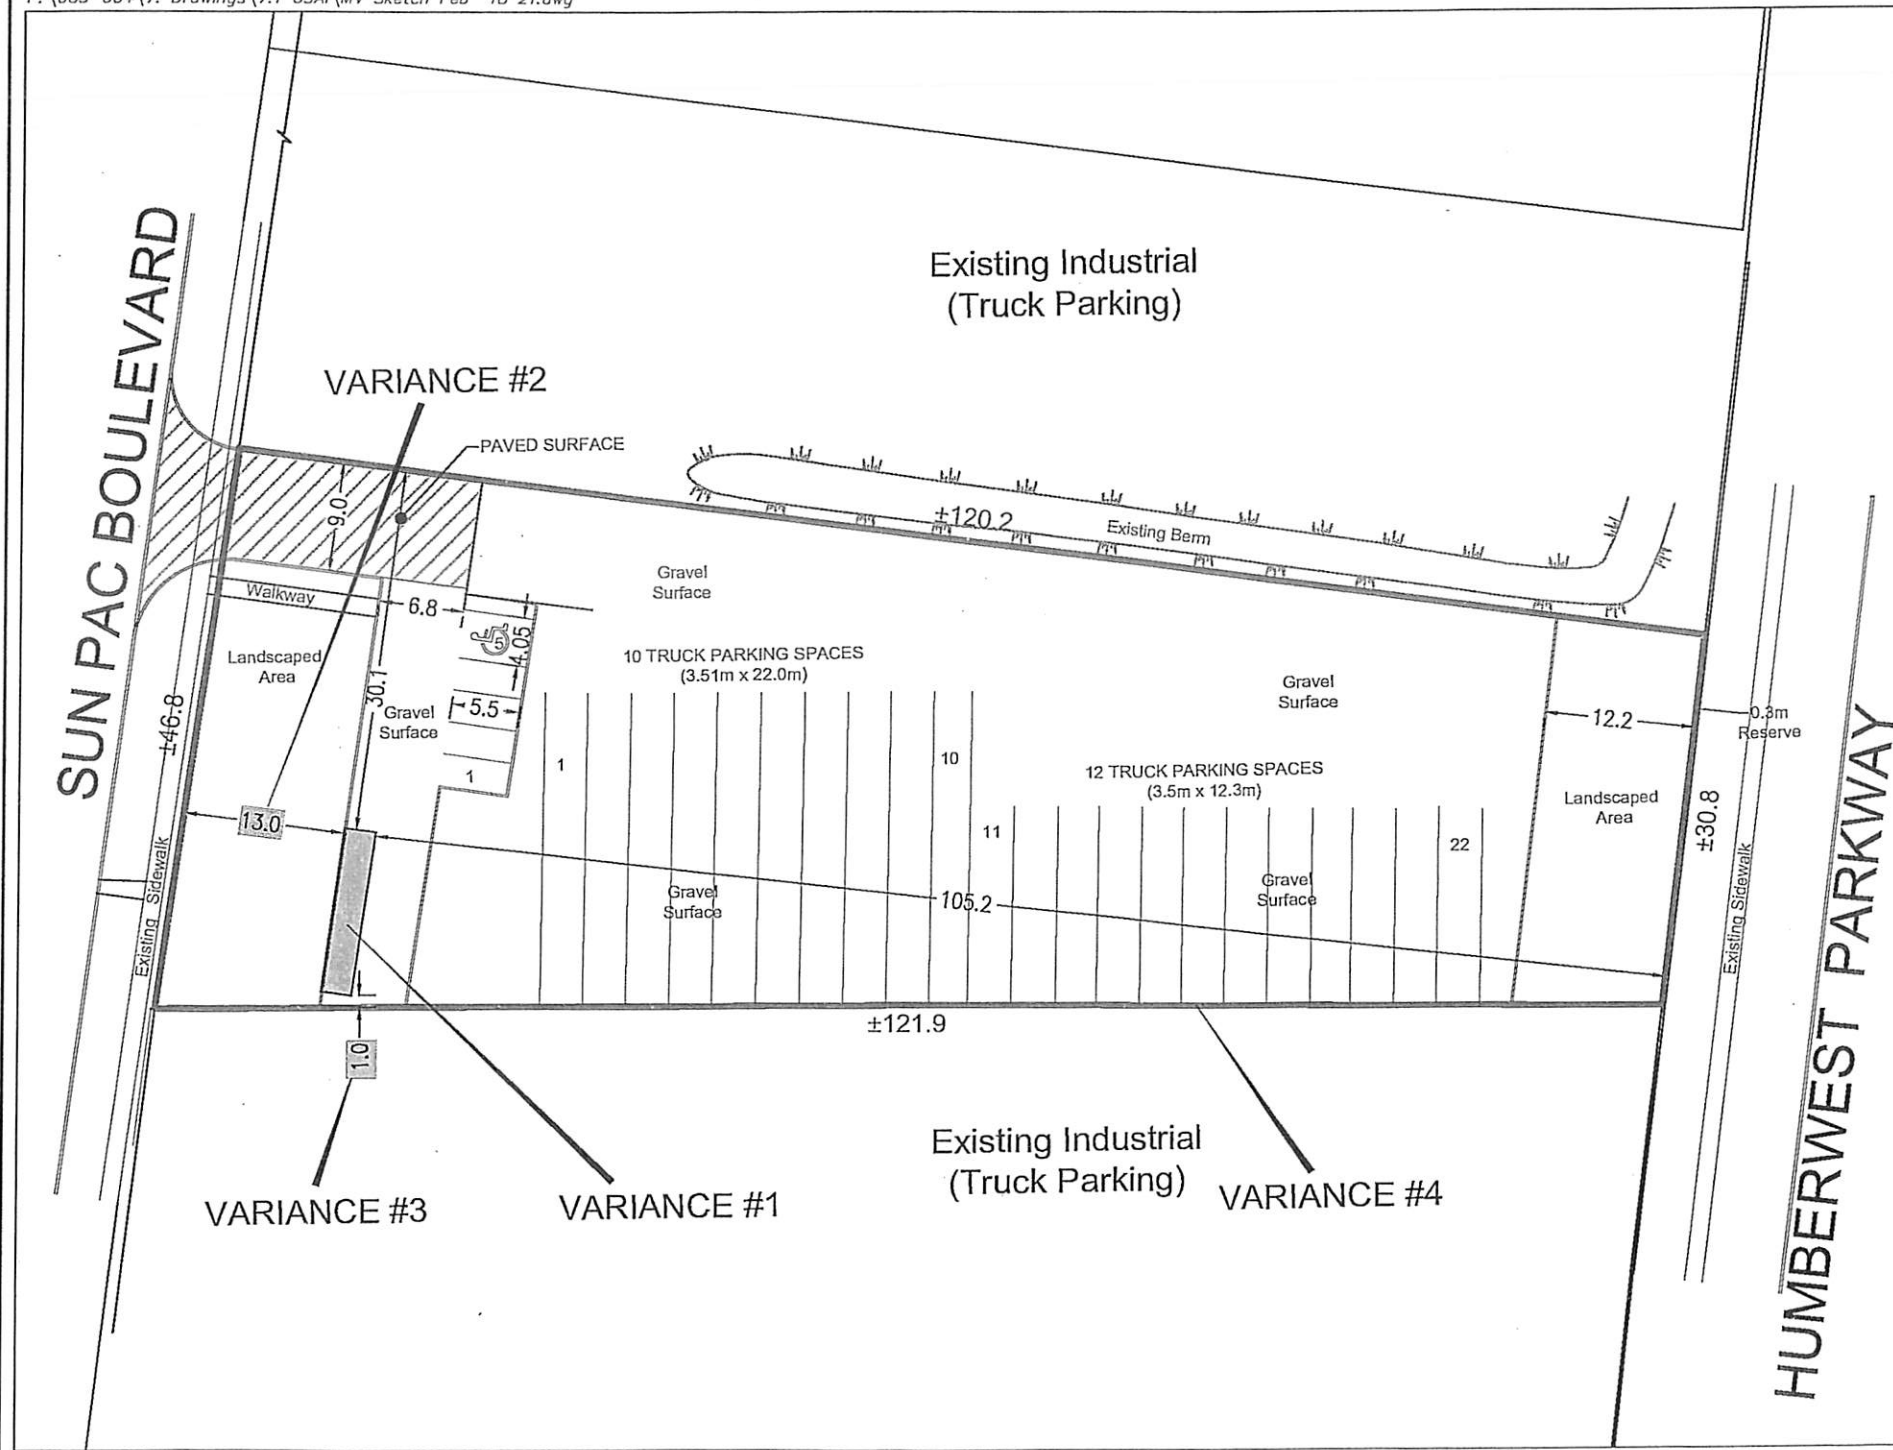 SUN PAC BOULEVARD
Existing Industrial
(Truck Parking)
VARIANCE #2
PAVED SURFACE
9.0
±120.2
Existing Berm
Walkway
6.8
Gravel
Surface
5
4.05
Landscaped
Area
±46.8
30.1
Gravel
Surface
5.5
1
10 TRUCK PARKING SPACES
(3.51m x 22.0m)
1
10
Gravel
Surface
12.2
0.3m
Reserve
12 TRUCK PARKING SPACES
(3.5m x 12.3m)
11
22
Landscaped
Area
±30.8
13.0
Existing Sidewalk
Gravel
Surface
105.2
Gravel
Surface
Existing Sidewalk
HUMBERWEST PARKWAY
±121.9
1.0
Existing Industrial
(Truck Parking)
VARIANCE #3
VARIANCE #1
VARIANCE #4